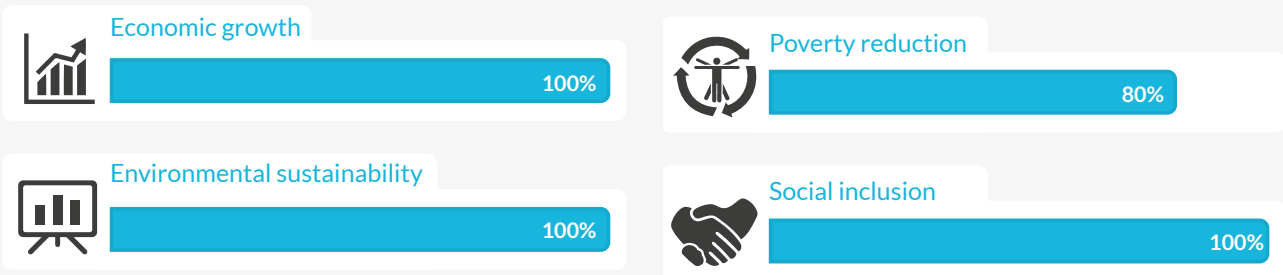 Economic growth
100%
Poverty reduction
80%
Environmental sustainability
100%
Social inclusion
100%